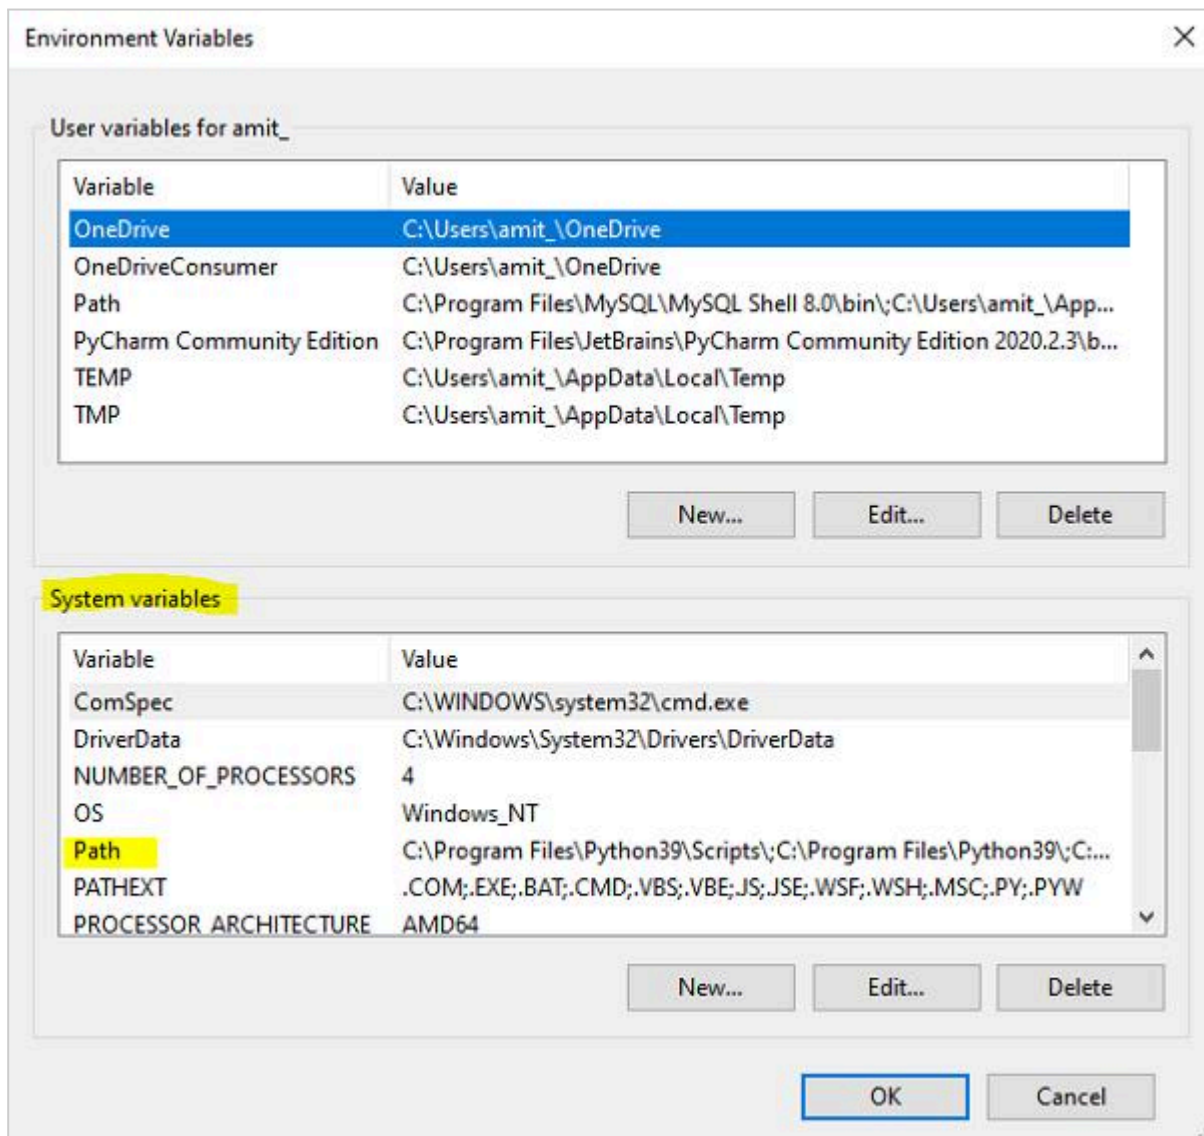 Environment Variables
User variables for amit_
Variable Value
OneDrive C:\Users\amit_\OneDrive
OneDriveConsumer C:\Users\amit_\OneDrive
Path C:\Program Files\MySQL\MySQL Shell 8.0\bin\;C:\Users\amit_\App...
PyCharm Community Edition C:\Program Files\JetBrains\PyCharm Community Edition 2020.2.3\b...
TEMP C:\Users\amit_\AppData\Local\Temp
TMP C:\Users\amit_\AppData\Local\Temp
New... Edit... Delete
System variables
Variable Value
ComSpec C:\WINDOWS\system32\cmd.exe
DriverData C:\Windows\System32\Drivers\DriverData
NUMBER_OF_PROCESSORS 4
OS Windows_NT
Path C:\Program Files\Python39\Scripts\;C:\Program Files\Python39\;C:...
PATHEXT .COM;.EXE;.BAT;.CMD;.VBS;.VBE;.JS;.JSE;.WSF;.WSH;.MSC;.PY;.PYW
PROCESSOR_ARCHITECTURE AMD64
New... Edit... Delete
OK Cancel